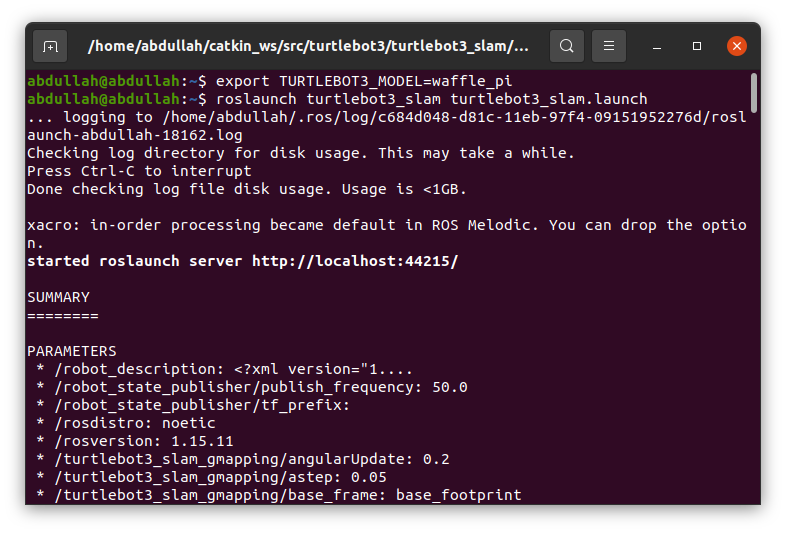 /home/abdullah/catkin_ws/src/turtlebot3/turtlebot3_slam/...
abdullah@abdullah:~$ export TURTLEBOT3_MODEL=waffle_pi
abdullah@abdullah:~$ roslaunch turtlebot3_slam turtlebot3_slam.launch
... logging to /home/abdullah/.ros/log/c684d048-d81c-11eb-97f4-09151952276d/rosl
aunch-abdullah-18162.log
Checking log directory for disk usage. This may take a while.
Press Ctrl-C to interrupt
Done checking log file disk usage. Usage is <1GB.
xacro: in-order processing became default in ROS Melodic. You can drop the optio
n.
started roslaunch server http://localhost:44215/
SUMMARY
========
PARAMETERS
* /robot_description: <?xml version="1....
* /robot_state_publisher/publish_frequency: 50.0
* /robot_state_publisher/tf_prefix:
* /rosdistro: noetic
* /rosversion: 1.15.11
* /turtlebot3_slam_gmapping/angularUpdate: 0.2
* /turtlebot3_slam_gmapping/astep: 0.05
* /turtlebot3_slam_gmapping/base_frame: base_footprint